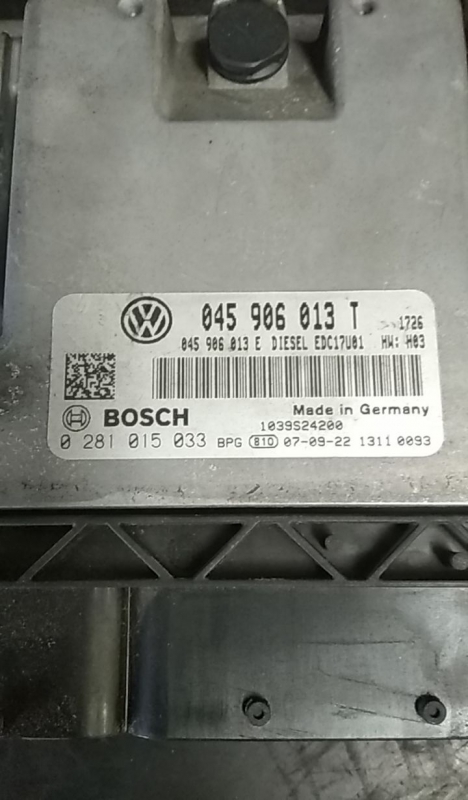 045 906 013 T 1726
045 906 013 E DIESEL EDC17U01 HW: H03
BOSCH
Made in Germany
1039S24200
0 281 015 033 BPG 810 07-09-22 1311 0093